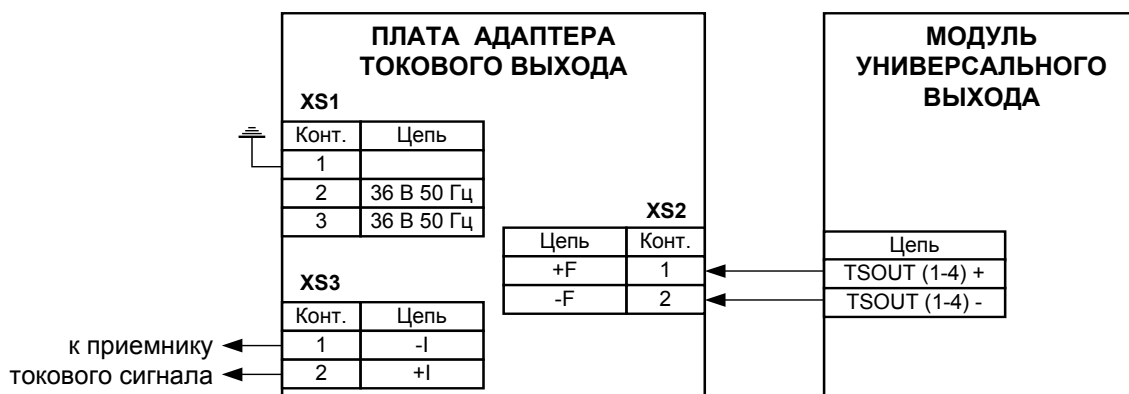 ПЛАТА АДАПТЕРА
ТОКОВОГО ВЫХОДА
XS1
Конт. Цепь
1
2 36 В 50 Гц
3 36 В 50 Гц
XS2
Цепь Конт.
+F 1
-F 2
XS3
Конт. Цепь
1 -I
2 +I
к приемнику
токового сигнала
МОДУЛЬ
УНИВЕРСАЛЬНОГО
ВЫХОДА
Цепь
TSOUT (1-4) +
TSOUT (1-4) -